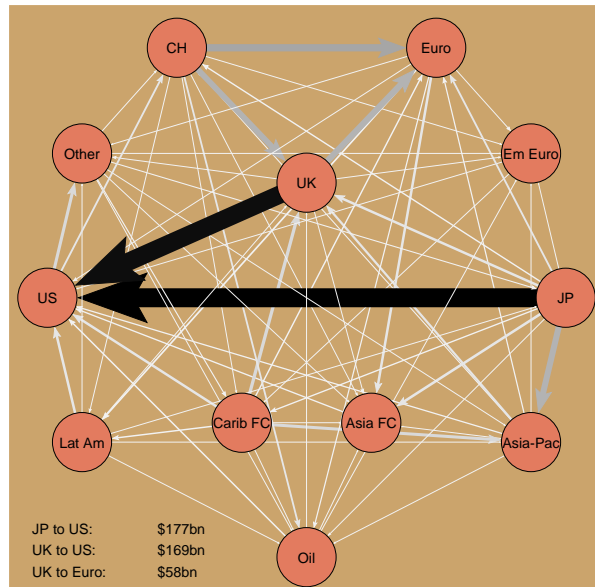 CH
Euro
Other
Em Euro
UK
US
JP
Carib FC
Asia FC
Lat Am
Asia-Pac
Oil
JP to US: $177bn
UK to US: $169bn
UK to Euro: $58bn